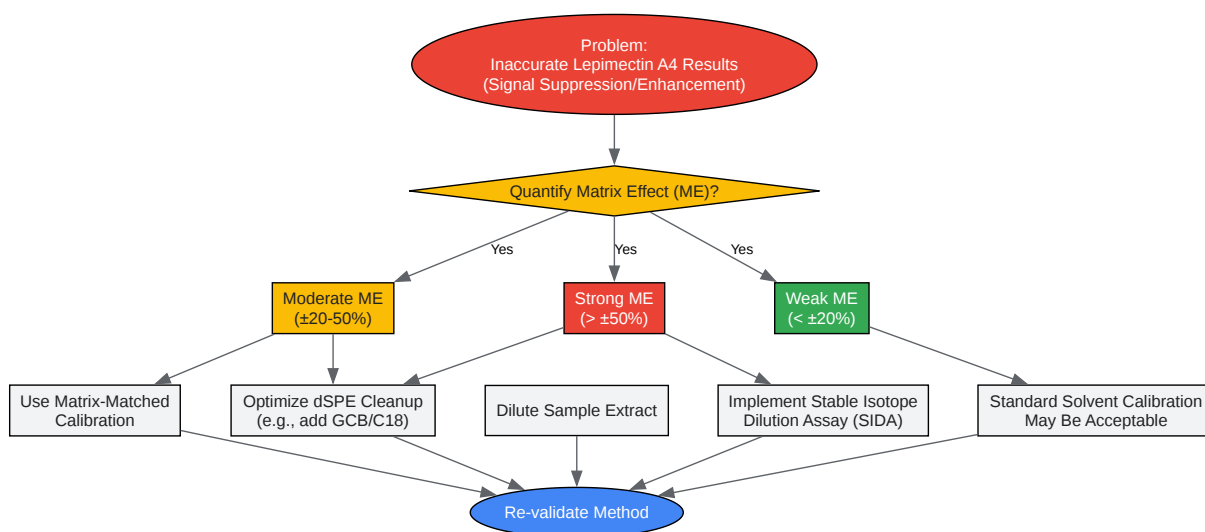 Problem:
Inaccurate Lepimectin A4 Results
(Signal Suppression/Enhancement)
Quantify Matrix Effect (ME)?
Yes
Yes
Yes
Moderate ME
(±20-50%)
Strong ME
(> ±50%)
Weak ME
(< ±20%)
Use Matrix-Matched
Calibration
Optimize dSPE Cleanup
(e.g., add GCB/C18)
Dilute Sample Extract
Implement Stable Isotope
Dilution Assay (SIDA)
Standard Solvent Calibration
May Be Acceptable
Re-validate Method